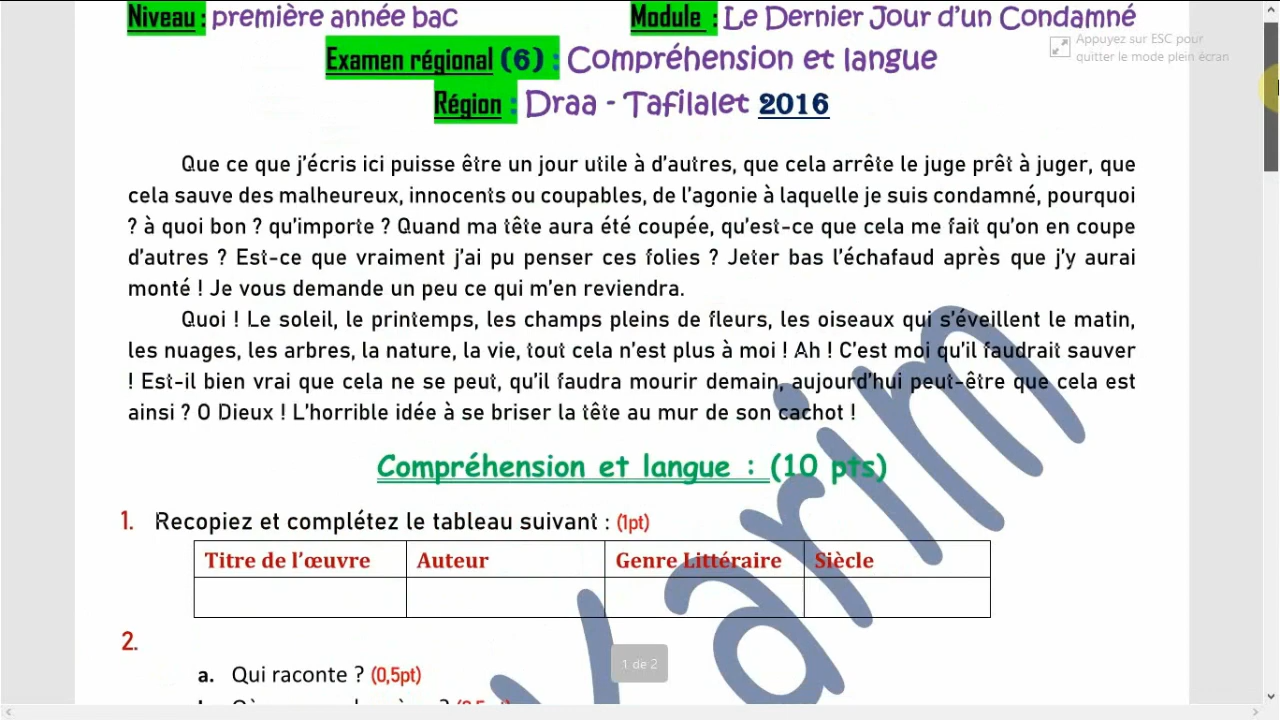 Niveau : première année bac Module : Le Dernier Jour d'un Condamné
Appuyez sur ESC pour
quitter le mode plein écran
Examen régional (6) : Compréhension et langue
Région : Draa - Tafilalet 2016
Que ce que j'écris ici puisse être un jour utile à d'autres, que cela arrête le juge prêt à juger, que
cela sauve des malheureux, innocents ou coupables, de l'agonie à laquelle je suis condamné, pourquoi
? à quoi bon ? qu'importe ? Quand ma tête aura été coupée, qu'est-ce que cela me fait qu'on en coupe
d'autres ? Est-ce que vraiment j'ai pu penser ces folies ? Jeter bas l'échafaud après que j'y aurai
monté ! Je vous demande un peu ce qui m'en reviendra.
Quoi ! Le soleil, le printemps, les champs pleins de fleurs, les oiseaux qui s'éveillent le matin,
les nuages, les arbres, la nature, la vie, tout cela n'est plus à moi ! Ah ! C'est moi qu'il faudrait sauver
! Est-il bien vrai que cela ne se peut, qu'il faudra mourir demain, aujourd'hui peut-être que cela est
ainsi ? O Dieux ! L'horrible idée à se briser la tête au mur de son cachot !
Compréhension et langue : (10 pts)
1. Recopiez et complétez le tableau suivant : (1pt)
Titre de l'œuvre Auteur Genre Littéraire Siècle
2.
a. Qui raconte ? (0,5pt)
1 de 2
Karim